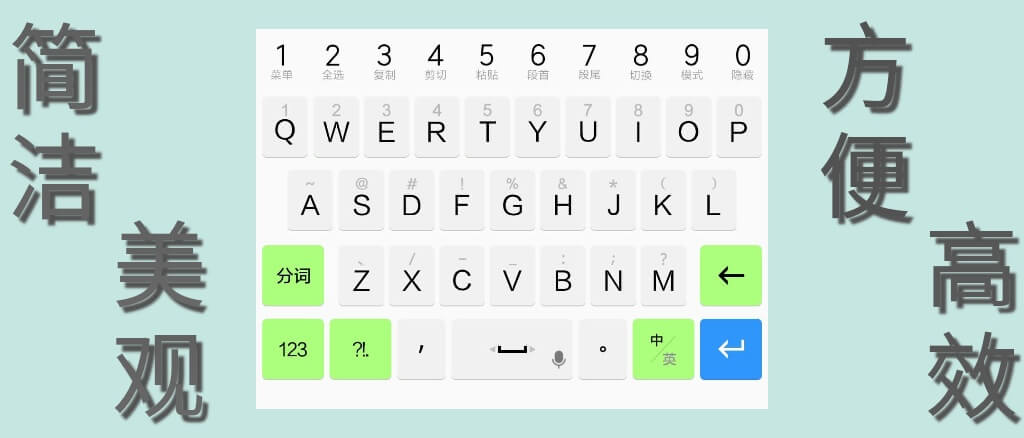 简洁
美观
1 2 3 4 5 6 7 8 9 0
菜单 全选 复制 剪切 粘贴 段首 段尾 切换 模式 隐藏
1 2 3 4 5 6 7 8 9 0
Q W E R T Y U I O P
~ @ # ! % & * ( )
A S D F G H J K L
、 / - _ : ; ?
分词 Z X C V B N M ←
123 ?!. , 。 中/英
方便
高效